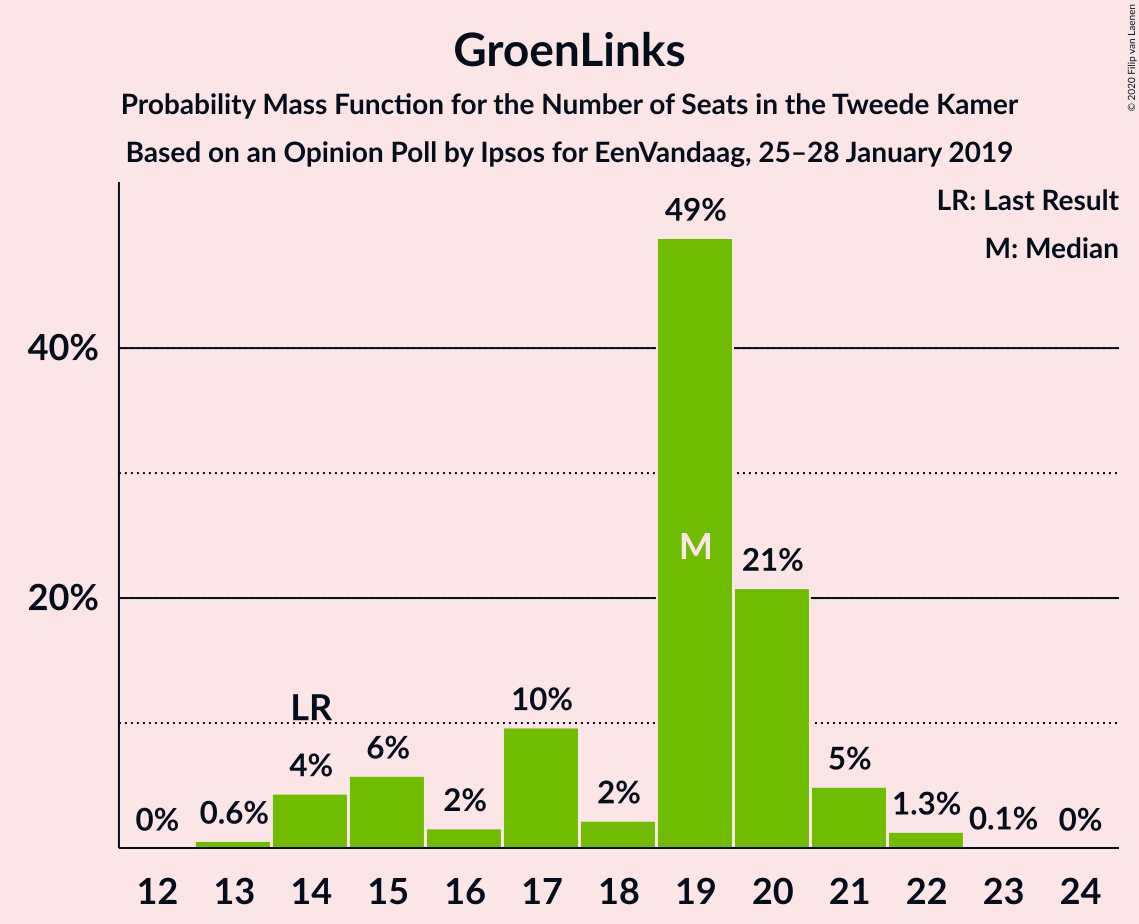 GroenLinks
Probability Mass Function for the Number of Seats in the Tweede Kamer
Based on an Opinion Poll by Ipsos for EenVandaag, 25–28 January 2019
© 2020 Filip van Laenen
LR: Last Result
M: Median
49%
40%
M
21%
20%
LR
10%
6%
4%
5%
2%
2%
1.3%
0.6%
0%
0.1%
0%
12 13 14 15 16 17 18 19 20 21 22 23 24